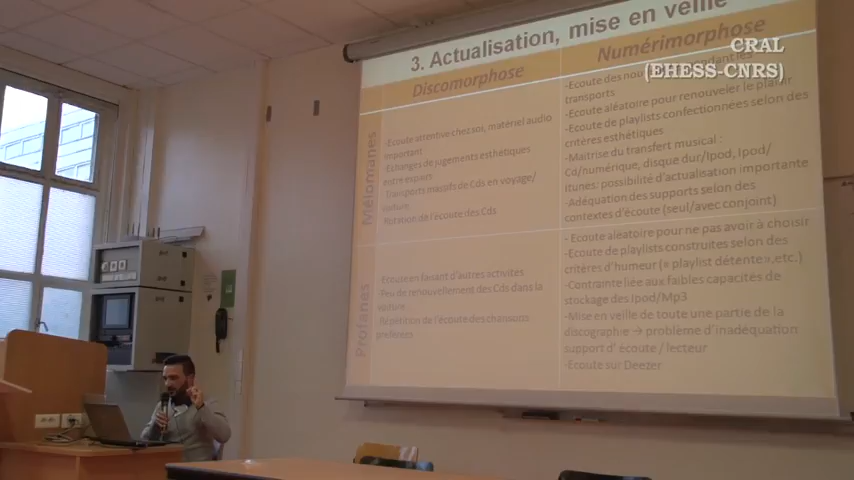 3. Actualisation, mise en veille
CRAL
(EHESS-CNRS)
Discomorphose
Numérimorphose
Mélomanes
-Ecoute attentive chez soi, matériel audio
important
-Echanges de jugements esthétiques
entre espairs
-Transports massifs de Cds en voyage/
voiture
Rotation de l'écoute des Cds
-Ecoute des
transports
-Ecoute aléatoire pour renouveler le plaisir
-Ecoute de playlists confectionnées selon des
critères esthétiques
-Maitrise du transfert musical :
Cd/numérique, disque dur/Ipod, Ipod/
itunes: possibilité d'actualisation importante
-Adéquation des supports selon des
contextes d'écoute (seul/avec conjoint)
Profanes
-Ecoute en faisant d'autres activités
-Peu de renouvellement des Cds dans la
voiture
-Répétition de l'écoute des chansons
préférées
- Ecoute aléatoire pour ne pas avoir à choisir
-Ecoute de playlists construites selon des
critères d'humeur (« playlist détente »,etc.)
-Contrainte liée aux faibles capacités de
stockage des Ipod/Mp3
-Mise en veille de toute une partie de la
discographie → problème d'inadéquation
support d' écoute / lecteur
-Ecoute sur Deezer